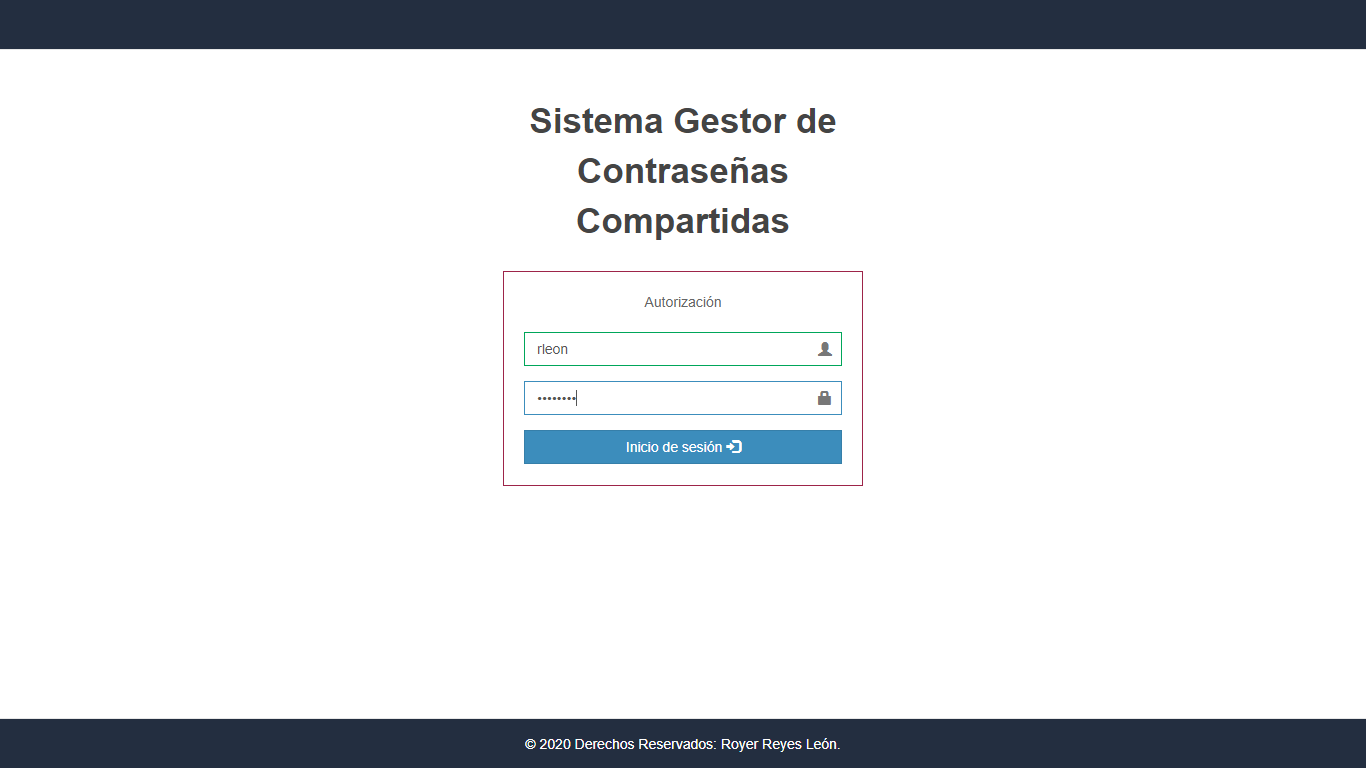 Sistema Gestor de
Contraseñas
Compartidas
Autorización
rleon
••••••••
Inicio de sesión
© 2020 Derechos Reservados: Royer Reyes León.